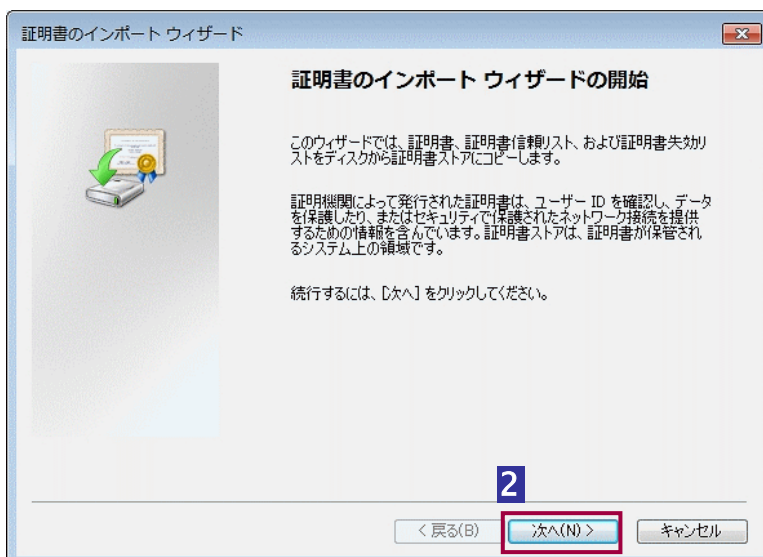 証明書のインポート ウィザード
証明書のインポート ウィザードの開始
このウィザードでは、証明書、証明書信頼リスト、および証明書失効リ
ストをディスクから証明書ストアにコピーします。
証明機関によって発行された証明書は、ユーザー ID を確認し、データ
を保護したり、またはセキュリティで保護されたネットワーク接続を提供
するための情報を含んでいます。証明書ストアは、証明書が保管され
るシステム上の領域です。
続行するには、[次へ] をクリックしてください。
2
< 戻る(B)
次へ(N) >
キャンセル